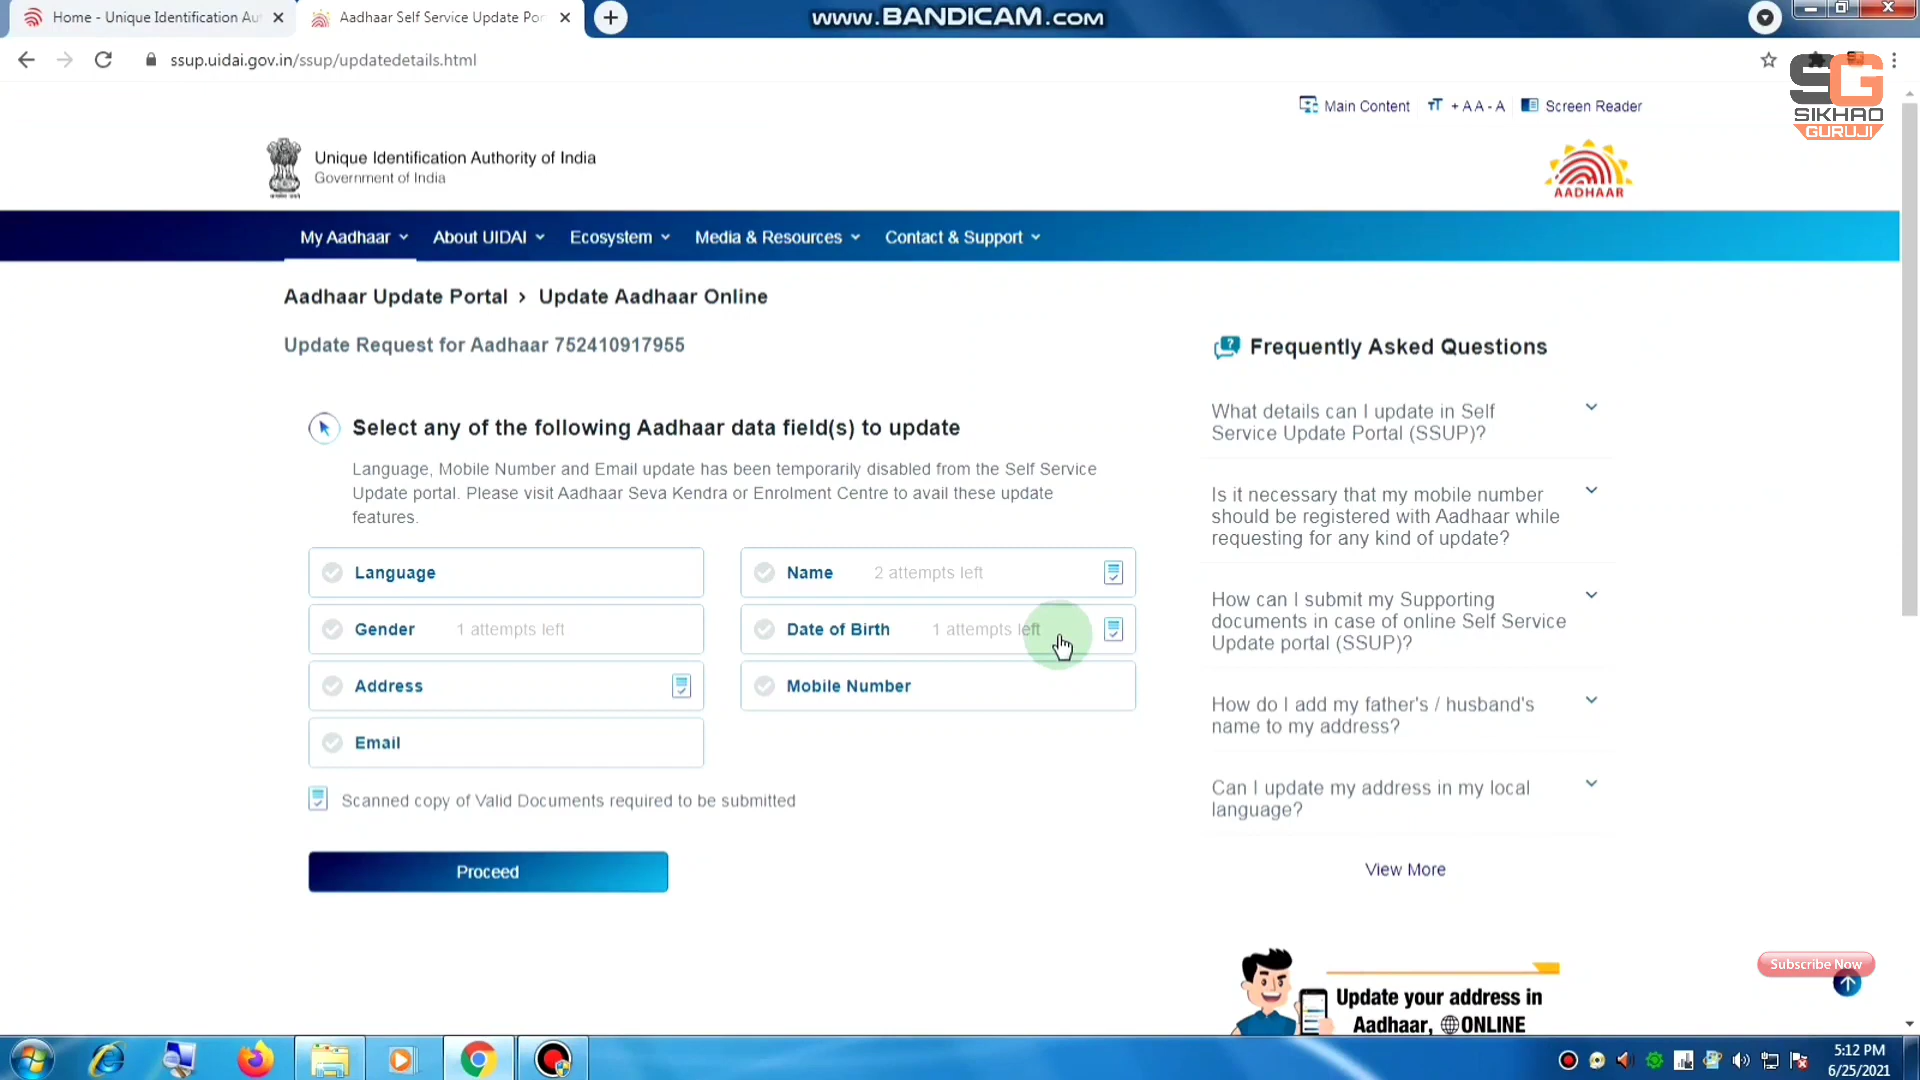 Home - Unique Identification Au
Aadhaar Self Service Update Por
www.BANDICAM.com
ssup.uidai.gov.in/ssup/updatedetails.html
SG
SIKHAO
GURUJI
Main Content
+ A A - A
Screen Reader
Unique Identification Authority of India
Government of India
AADHAAR
My Aadhaar
About UIDAI
Ecosystem
Media & Resources
Contact & Support
Aadhaar Update Portal › Update Aadhaar Online
Update Request for Aadhaar 752410917955
Select any of the following Aadhaar data field(s) to update
Language, Mobile Number and Email update has been temporarily disabled from the Self Service
Update portal. Please visit Aadhaar Seva Kendra or Enrolment Centre to avail these update
features.
Language
Name 2 attempts left
Gender 1 attempts left
Date of Birth 1 attempts left
Address
Mobile Number
Email
Scanned copy of Valid Documents required to be submitted
Proceed
Frequently Asked Questions
What details can I update in Self
Service Update Portal (SSUP)?
Is it necessary that my mobile number
should be registered with Aadhaar while
requesting for any kind of update?
How can I submit my Supporting
documents in case of online Self Service
Update portal (SSUP)?
How do I add my father's / husband's
name to my address?
Can I update my address in my local
language?
View More
Subscribe Now
Update your address in
Aadhaar, ONLINE
5:12 PM
6/25/2021